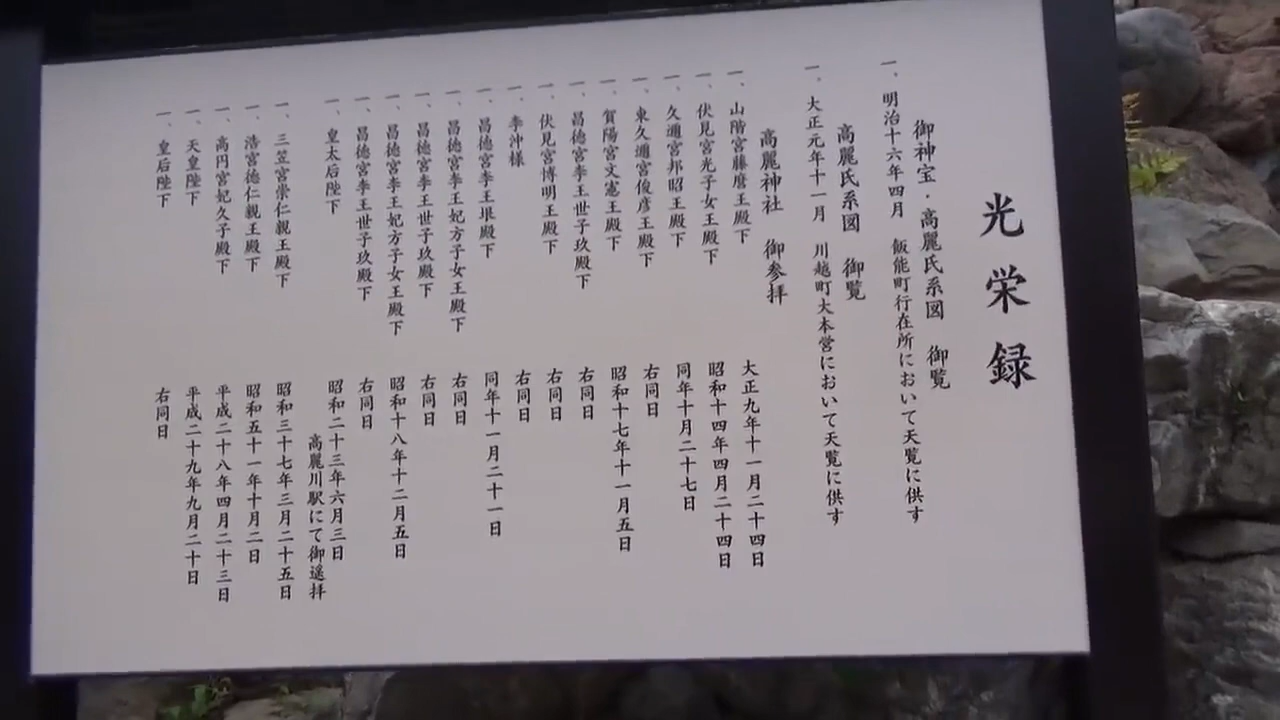 光栄録
御神宝・高麗氏系図 御覧
一、明治十六年四月 飯能町行在所において天覧に供す
高麗氏系図 御覧
一、大正元年十一月 川越町大本営において天覧に供す
高麗神社 御参拝
一、山階宮藤麿王殿下 大正九年十一月二十四日
一、伏見宮光子女王殿下 昭和十四年四月二十四日
一、久邇宮邦昭王殿下 同年十月二十七日
一、東久邇宮俊彦王殿下 右同日
一、賀陽宮文憲王殿下 昭和十七年十一月五日
一、昌徳宮李王世子玖殿下 右同日
一、伏見宮博明王殿下 右同日
一、李沖様 右同日
一、昌徳宮李王垠殿下 同年十一月二十一日
一、昌徳宮李王妃方子女王殿下 右同日
一、昌徳宮李王世子玖殿下 右同日
一、昌徳宮李王妃方子女王殿下 昭和十八年十二月五日
一、昌徳宮李王世子玖殿下 右同日
一、皇太后陛下 昭和二十三年六月三日
高麗川駅にて御遥拝
一、三笠宮崇仁親王殿下 昭和三十七年三月二十五日
一、浩宮徳仁親王殿下 昭和五十一年十月二日
一、高円宮妃久子殿下 平成二十八年四月二十三日
一、天皇陛下 平成二十九年九月二十日
一、皇后陛下 右同日